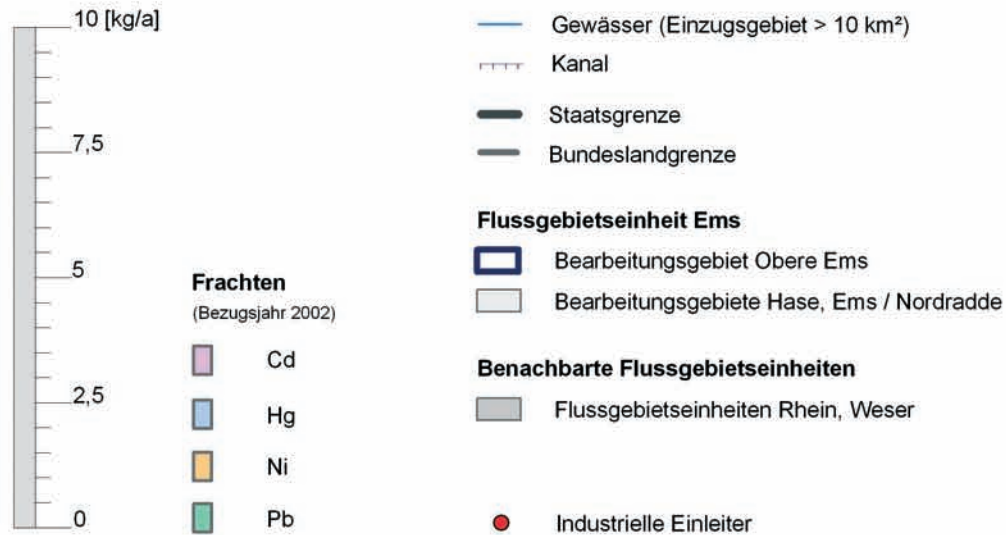 10 [kg/a]
7,5
5
2,5
0
Frachten
(Bezugsjahr 2002)
Cd
Hg
Ni
Pb
Gewässer (Einzugsgebiet > 10 km²)
Kanal
Staatsgrenze
Bundeslandgrenze
Flussgebietseinheit Ems
Bearbeitungsgebiet Obere Ems
Bearbeitungsgebiete Hase, Ems / Nordradde
Benachbarte Flussgebietseinheiten
Flussgebietseinheiten Rhein, Weser
Industrielle Einleiter